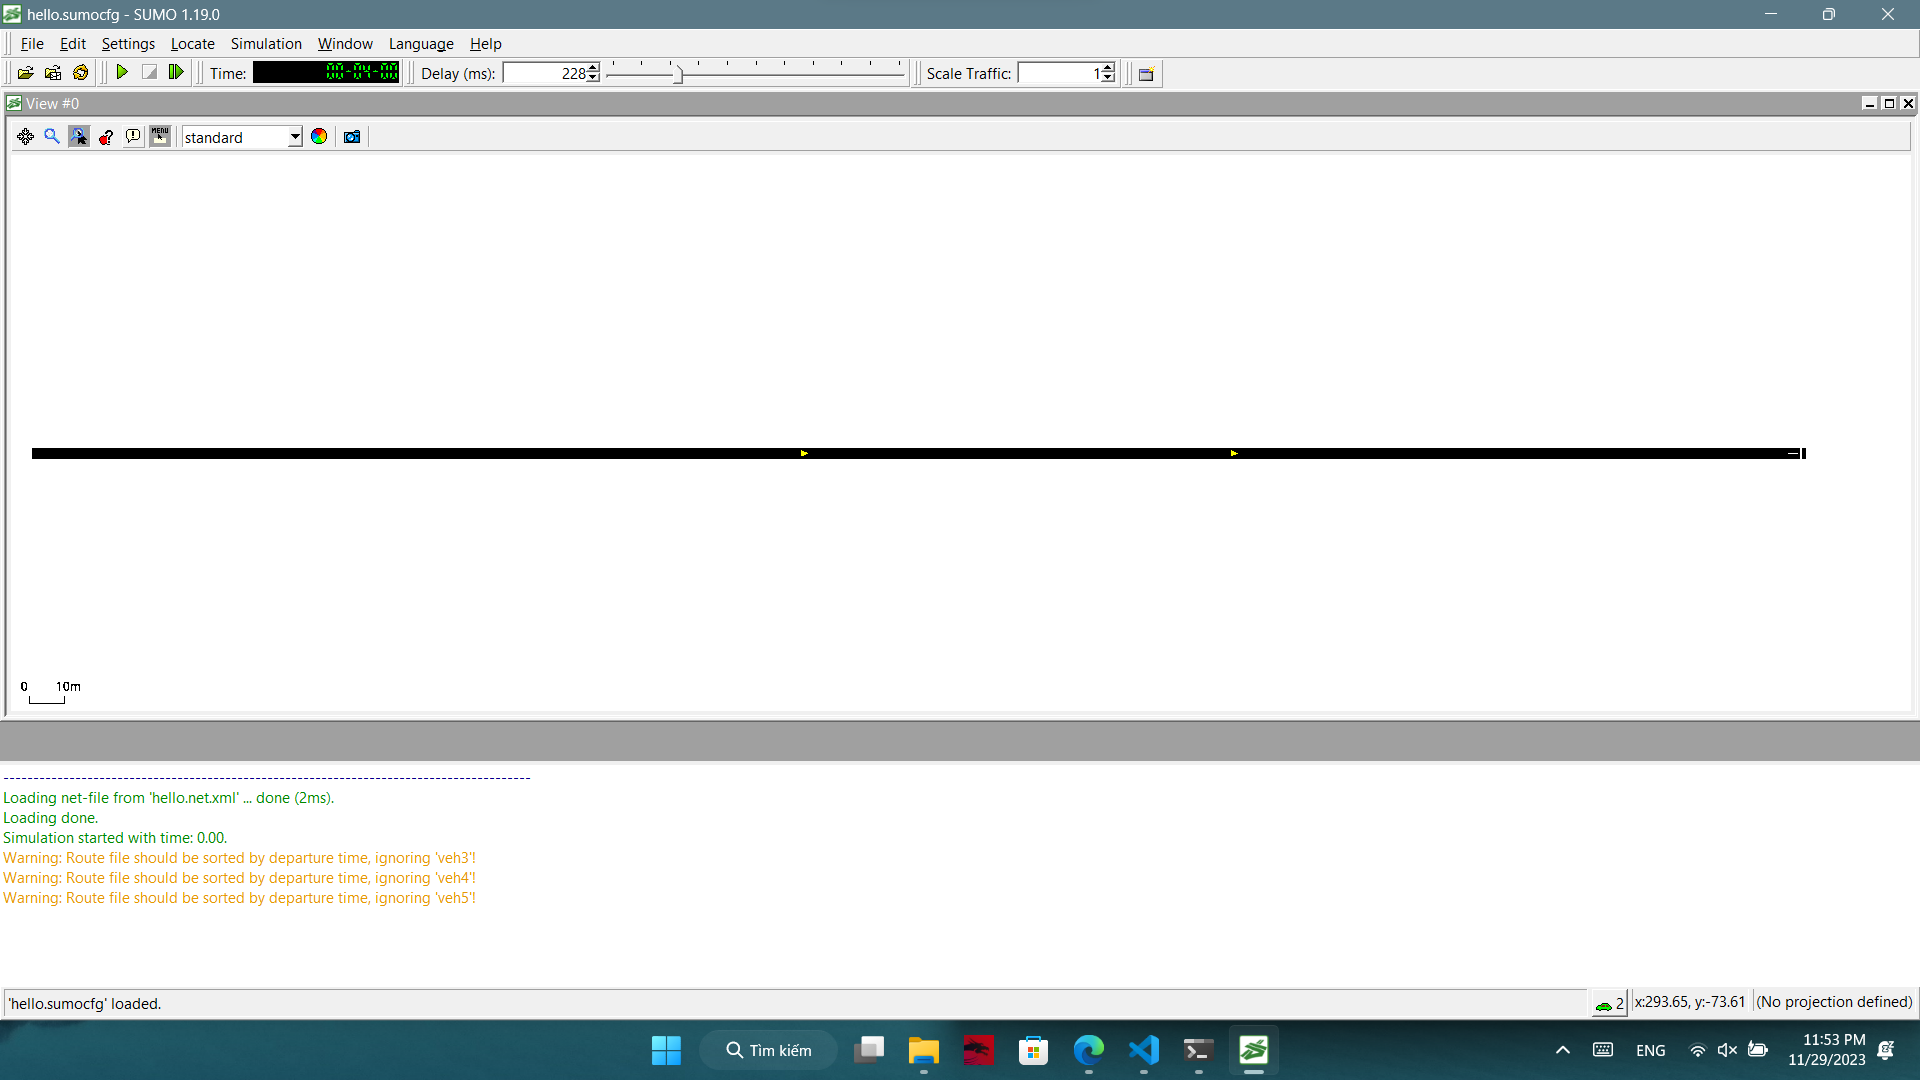 hello.sumocfg - SUMO 1.19.0
File Edit Settings Locate Simulation Window Language Help
Time: 00-04-00 Delay (ms): 228 Scale Traffic: 1
View #0
MENU standard
0 10m
----------------------------------------------------------------------------------------
Loading net-file from 'hello.net.xml' ... done (2ms).
Loading done.
Simulation started with time: 0.00.
Warning: Route file should be sorted by departure time, ignoring 'veh3'!
Warning: Route file should be sorted by departure time, ignoring 'veh4'!
Warning: Route file should be sorted by departure time, ignoring 'veh5'!
'hello.sumocfg' loaded. 2 x:293.65, y:-73.61 (No projection defined)
Tìm kiếm ENG 11:53 PM
11/29/2023